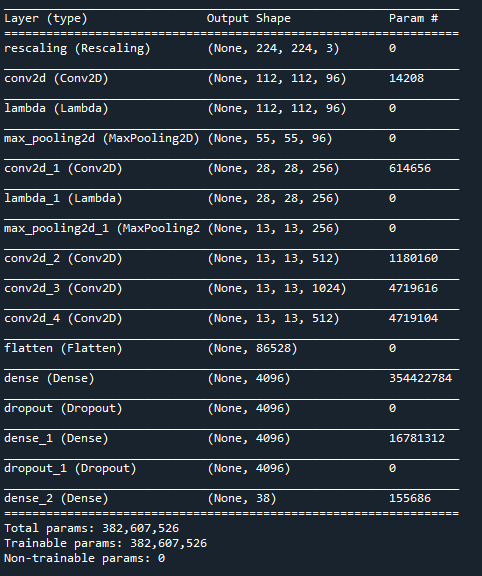 Layer (type) Output Shape Param #
=================================================================
rescaling (Rescaling) (None, 224, 224, 3) 0
conv2d (Conv2D) (None, 112, 112, 96) 14208
lambda (Lambda) (None, 112, 112, 96) 0
max_pooling2d (MaxPooling2D) (None, 55, 55, 96) 0
conv2d_1 (Conv2D) (None, 28, 28, 256) 614656
lambda_1 (Lambda) (None, 28, 28, 256) 0
max_pooling2d_1 (MaxPooling2 (None, 13, 13, 256) 0
conv2d_2 (Conv2D) (None, 13, 13, 512) 1180160
conv2d_3 (Conv2D) (None, 13, 13, 1024) 4719616
conv2d_4 (Conv2D) (None, 13, 13, 512) 4719104
flatten (Flatten) (None, 86528) 0
dense (Dense) (None, 4096) 354422784
dropout (Dropout) (None, 4096) 0
dense_1 (Dense) (None, 4096) 16781312
dropout_1 (Dropout) (None, 4096) 0
dense_2 (Dense) (None, 38) 155686
=================================================================
Total params: 382,607,526
Trainable params: 382,607,526
Non-trainable params: 0